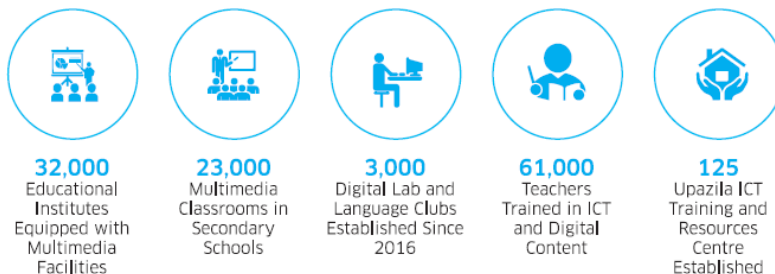 32,000
Educational
Institutes
Equipped with
Multimedia
Facilities
23,000
Multimedia
Classrooms in
Secondary
Schools
3,000
Digital Lab and
Language Clubs
Established Since
2016
61,000
Teachers
Trained in ICT
and Digital
Content
125
Upazila ICT
Training and
Resources
Centre
Established